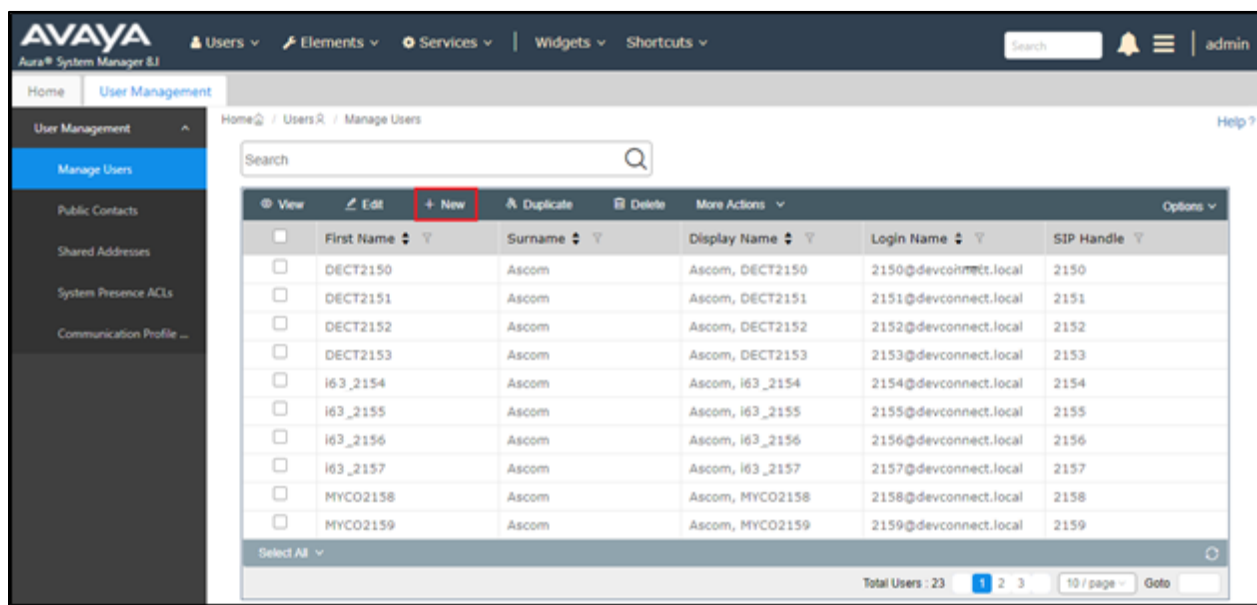 AVAYA
Aura® System Manager 8.1
Users Elements Services | Widgets Shortcuts Search admin
Home User Management
User Management
Manage Users
Public Contacts
Shared Addresses
System Presence ACLs
Communication Profile ...
Home / Users / Manage Users Help ?
Search
View Edit + New Duplicate Delete More Actions Options
First Name Surname Display Name Login Name SIP Handle
DECT2150 Ascom Ascom, DECT2150 2150@devconnect.local 2150
DECT2151 Ascom Ascom, DECT2151 2151@devconnect.local 2151
DECT2152 Ascom Ascom, DECT2152 2152@devconnect.local 2152
DECT2153 Ascom Ascom, DECT2153 2153@devconnect.local 2153
i63_2154 Ascom Ascom, i63_2154 2154@devconnect.local 2154
i63_2155 Ascom Ascom, i63_2155 2155@devconnect.local 2155
i63_2156 Ascom Ascom, i63_2156 2156@devconnect.local 2156
i63_2157 Ascom Ascom, i63_2157 2157@devconnect.local 2157
MYCO2158 Ascom Ascom, MYCO2158 2158@devconnect.local 2158
MYCO2159 Ascom Ascom, MYCO2159 2159@devconnect.local 2159
Select All
Total Users : 23 1 2 3 10 / page Goto